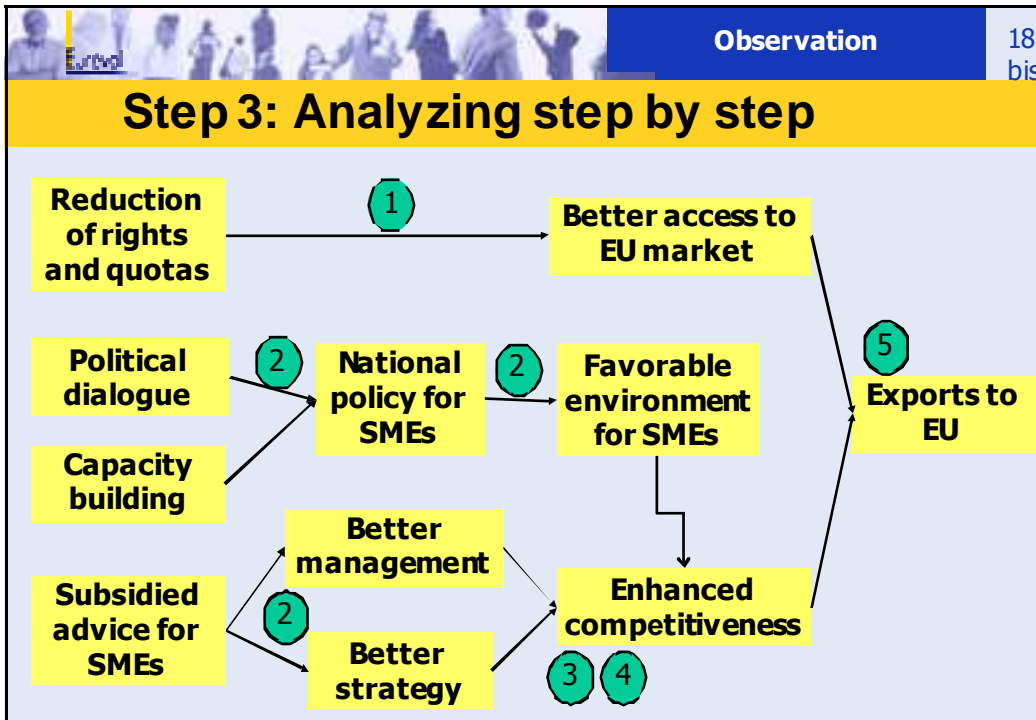 Eureval
Observation
18
bis
Step 3: Analyzing step by step
Reduction
of rights
and quotas
1
Better access to
EU market
Political
dialogue
2
National
policy for
SMEs
2
Favorable
environment
for SMEs
5
Exports to
EU
Capacity
building
Better
management
Subsidied
advice for
SMEs
2
Better
strategy
Enhanced
competitiveness
3
4